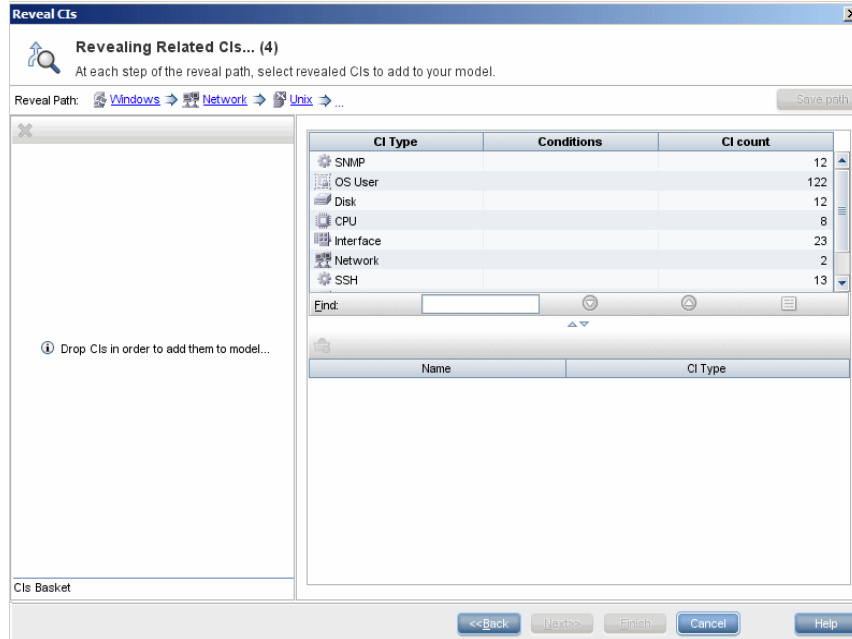 Reveal CIs
Revealing Related CIs... (4)
At each step of the reveal path, select revealed CIs to add to your model.
Reveal Path: Windows Network Unix ...
Save path
CI Type Conditions CI count
SNMP 12
OS User 122
Disk 12
CPU 8
Interface 23
Network 2
SSH 13
Find:
Drop CIs in order to add them to model...
Name CI Type
CIs Basket
<<Back Next>> Finish Cancel Help